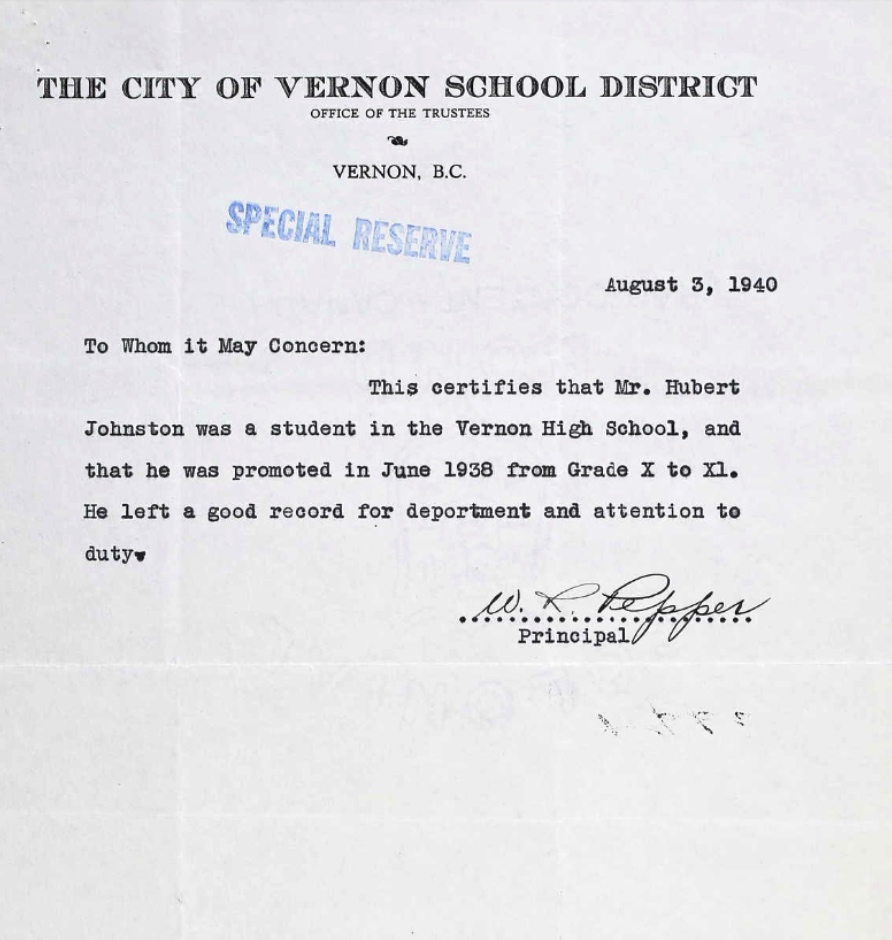 THE CITY OF VERNON SCHOOL DISTRICT
OFFICE OF THE TRUSTEES
VERNON, B.C.
SPECIAL RESERVE
August 3, 1940
To Whom it May Concern:
This certifies that Mr. Hubert
Johnston was a student in the Vernon High School, and
that he was promoted in June 1938 from Grade X to Xl.
He left a good record for deportment and attention to
duty.
W. R. Pepper
Principal